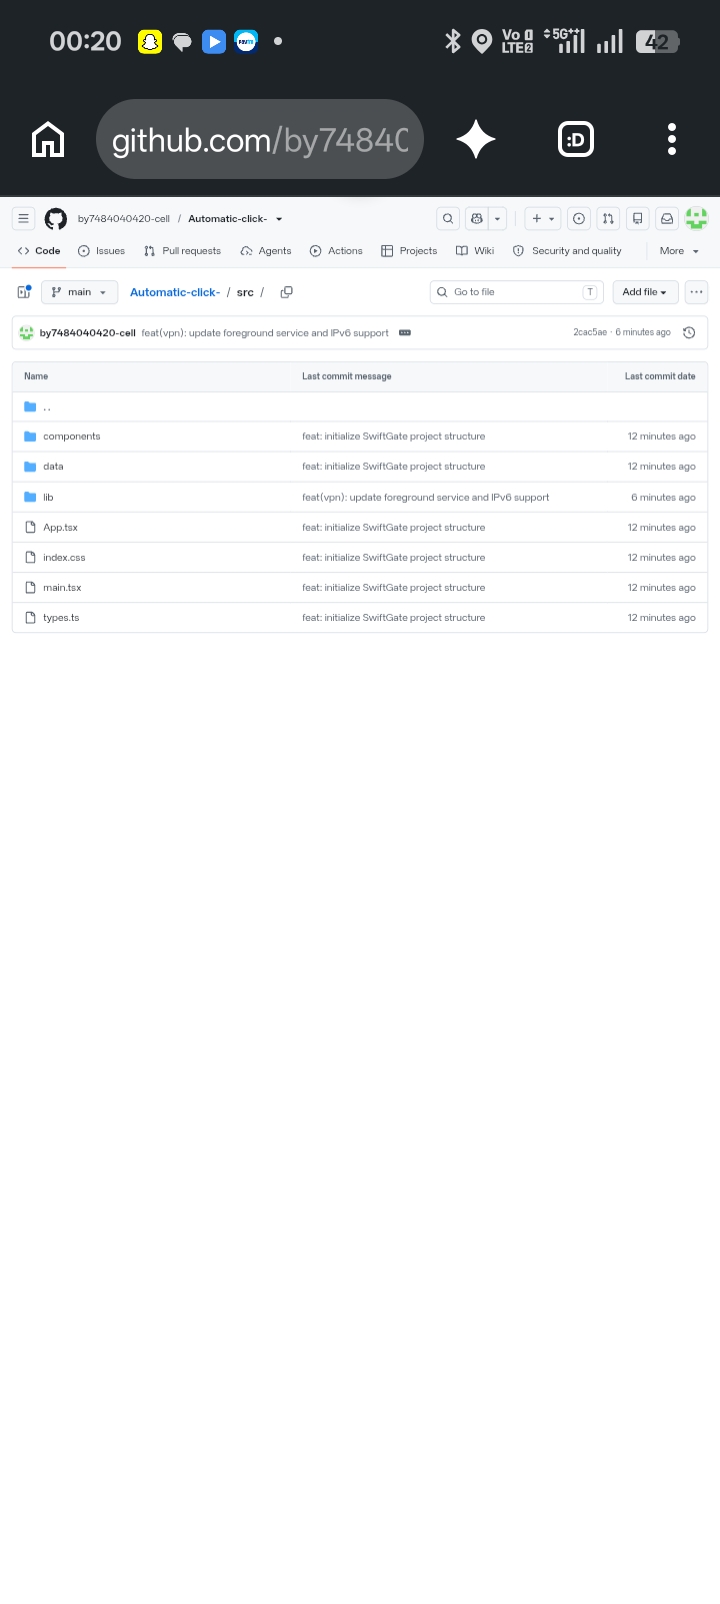 00:20
Vo 1 LTE2 5G++ 42
github.com/by74840
:D
by7484040420-cell / Automatic-click-
Code Issues Pull requests Agents Actions Projects Wiki Security and quality More
main Automatic-click- / src / Go to file T Add file
by7484040420-cell feat(vpn): update foreground service and IPv6 support 2cac5ae · 6 minutes ago
Name Last commit message Last commit date
..
components feat: initialize SwiftGate project structure 12 minutes ago
data feat: initialize SwiftGate project structure 12 minutes ago
lib feat(vpn): update foreground service and IPv6 support 6 minutes ago
App.tsx feat: initialize SwiftGate project structure 12 minutes ago
index.css feat: initialize SwiftGate project structure 12 minutes ago
main.tsx feat: initialize SwiftGate project structure 12 minutes ago
types.ts feat: initialize SwiftGate project structure 12 minutes ago